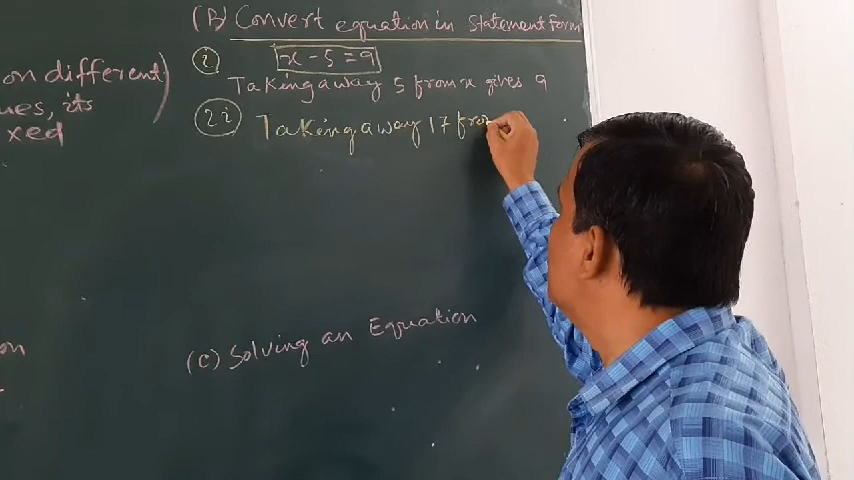 on different)
ues, its
xed
on
(B) Convert equation in Statement Form
(i) x - 5 = 9
Taking away 5 from x gives 9
(ii) Taking away 17 from
(c) Solving an Equation